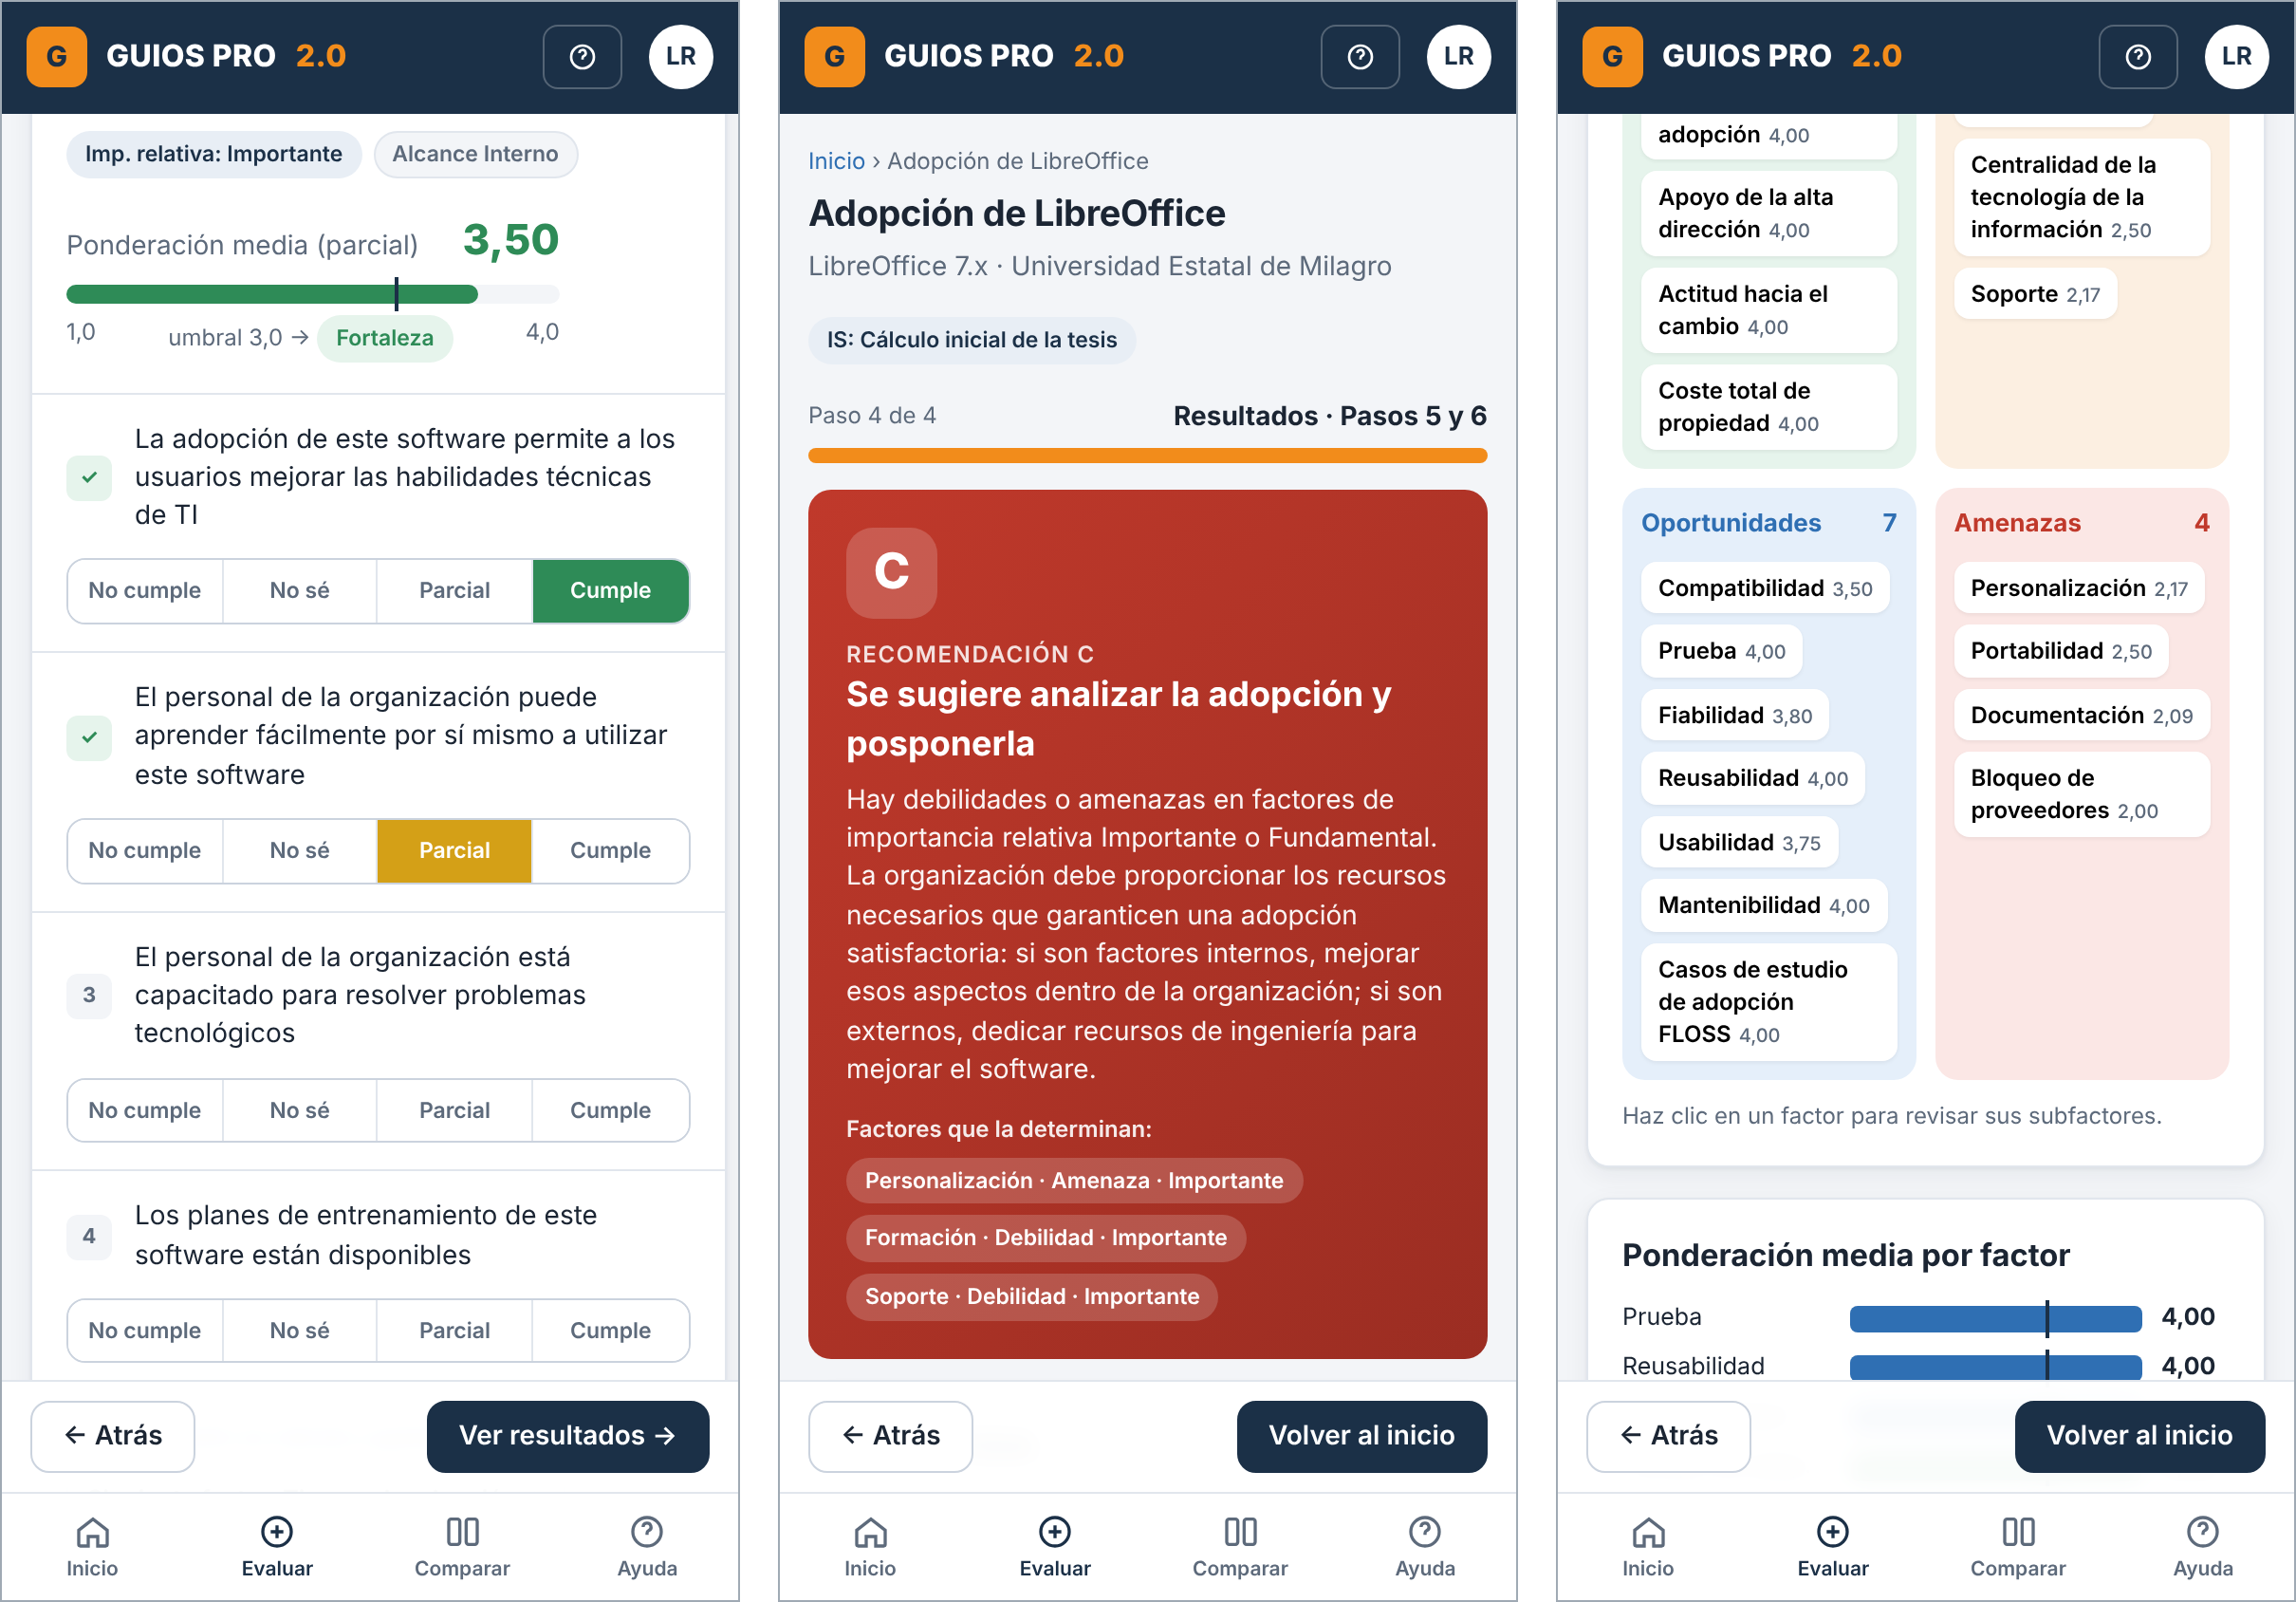 G GUIOS PRO 2.0 LR
Imp. relativa: Importante Alcance Interno
Ponderación media (parcial) 3,50
1,0 umbral 3,0 → Fortaleza 4,0
La adopción de este software permite a los
usuarios mejorar las habilidades técnicas
de TI
No cumple No sé Parcial Cumple
El personal de la organización puede
aprender fácilmente por sí mismo a utilizar
este software
No cumple No sé Parcial Cumple
3
El personal de la organización está
capacitado para resolver problemas
tecnológicos
No cumple No sé Parcial Cumple
4
Los planes de entrenamiento de este
software están disponibles
No cumple No sé Parcial Cumple
← Atrás Ver resultados →
Inicio Evaluar Comparar Ayuda
G GUIOS PRO 2.0 LR
Inicio › Adopción de LibreOffice
Adopción de LibreOffice
LibreOffice 7.x · Universidad Estatal de Milagro
IS: Cálculo inicial de la tesis
Paso 4 de 4 Resultados · Pasos 5 y 6
C
RECOMENDACIÓN C
Se sugiere analizar la adopción y
posponerla
Hay debilidades o amenazas en factores de
importancia relativa Importante o Fundamental.
La organización debe proporcionar los recursos
necesarios que garanticen una adopción
satisfactoria: si son factores internos, mejorar
esos aspectos dentro de la organización; si son
externos, dedicar recursos de ingeniería para
mejorar el software.
Factores que la determinan:
Personalización · Amenaza · Importante
Formación · Debilidad · Importante
Soporte · Debilidad · Importante
← Atrás Volver al inicio
Inicio Evaluar Comparar Ayuda
G GUIOS PRO 2.0 LR
adopción 4,00
Apoyo de la alta
dirección 4,00
Actitud hacia el
cambio 4,00
Coste total de
propiedad 4,00
Centralidad de la
tecnología de la
información 2,50
Soporte 2,17
Oportunidades 7
Compatibilidad 3,50
Prueba 4,00
Fiabilidad 3,80
Reusabilidad 4,00
Usabilidad 3,75
Mantenibilidad 4,00
Casos de estudio
de adopción
FLOSS 4,00
Amenazas 4
Personalización 2,17
Portabilidad 2,50
Documentación 2,09
Bloqueo de
proveedores 2,00
Haz clic en un factor para revisar sus subfactores.
Ponderación media por factor
Prueba 4,00
Reusabilidad 4,00
← Atrás Volver al inicio
Inicio Evaluar Comparar Ayuda